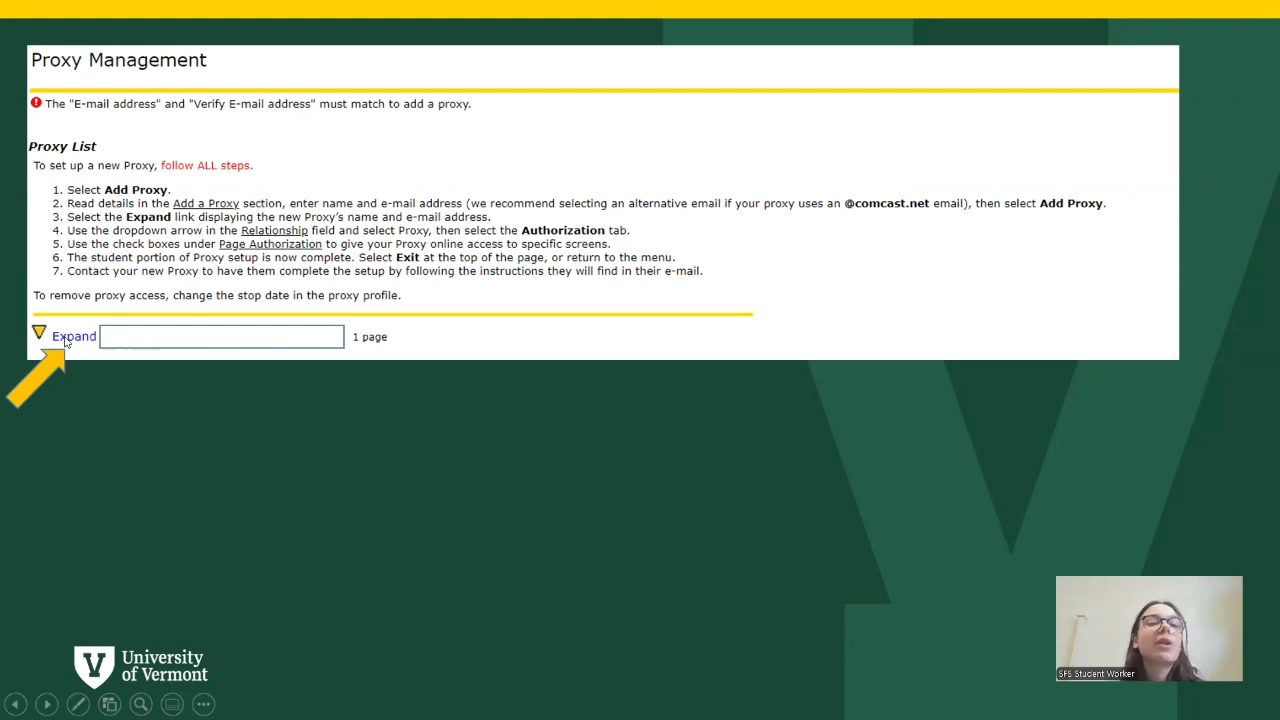 Proxy Management
The "E-mail address" and "Verify E-mail address" must match to add a proxy.
Proxy List
To set up a new Proxy, follow ALL steps.
1. Select Add Proxy.
2. Read details in the Add a Proxy section, enter name and e-mail address (we recommend selecting an alternative email if your proxy uses an @comcast.net email), then select Add Proxy.
3. Select the Expand link displaying the new Proxy's name and e-mail address.
4. Use the dropdown arrow in the Relationship field and select Proxy, then select the Authorization tab.
5. Use the check boxes under Page Authorization to give your Proxy online access to specific screens.
6. The student portion of Proxy setup is now complete. Select Exit at the top of the page, or return to the menu.
7. Contact your new Proxy to have them complete the setup by following the instructions they will find in their e-mail.
To remove proxy access, change the stop date in the proxy profile.
Expand 1 page
University
of Vermont
SFS Student Worker